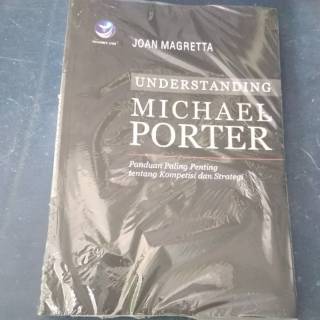 JOAN MAGRETTA
UNDERSTANDING
MICHAEL
PORTER
Panduan Paling Penting
tentang Kompetisi dan Strategi